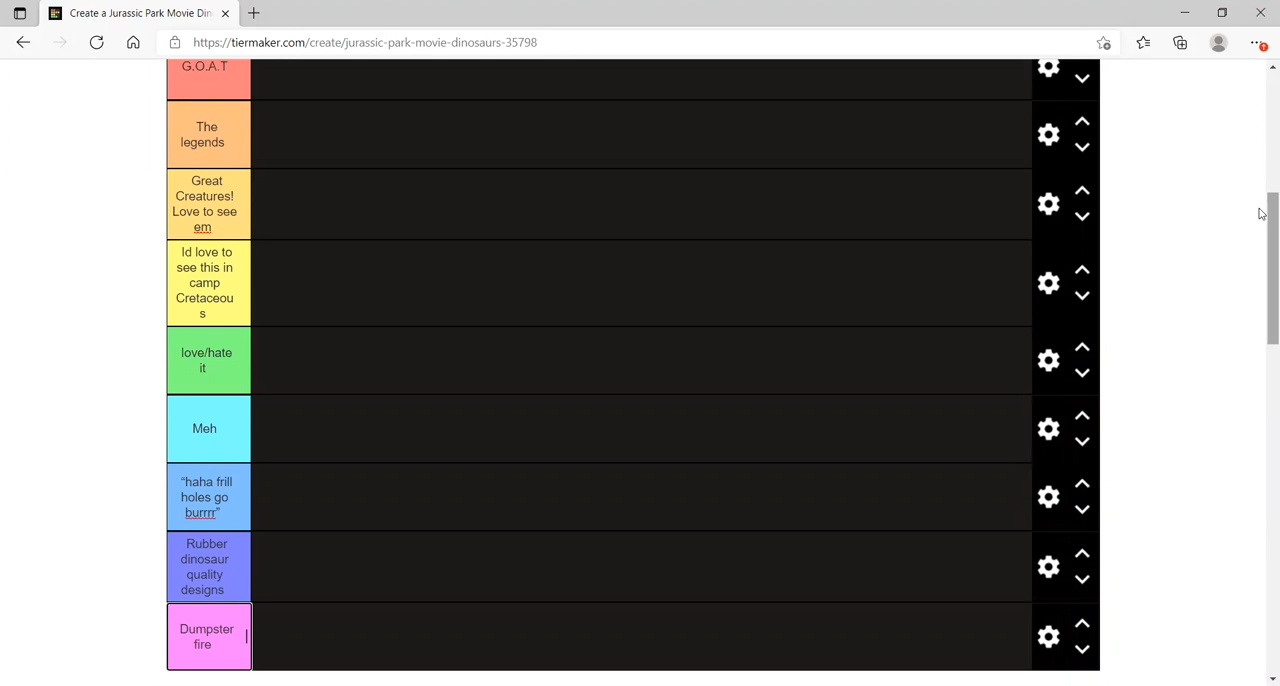 Create a Jurassic Park Movie Din
https://tiermaker.com/create/jurassic-park-movie-dinosaurs-35798
G.O.A.T
The
legends
Great
Creatures!
Love to see
em
Id love to
see this in
camp
Cretaceou
s
love/hate
it
Meh
“haha frill
holes go
burrrr”
Rubber
dinosaur
quality
designs
Dumpster
fire